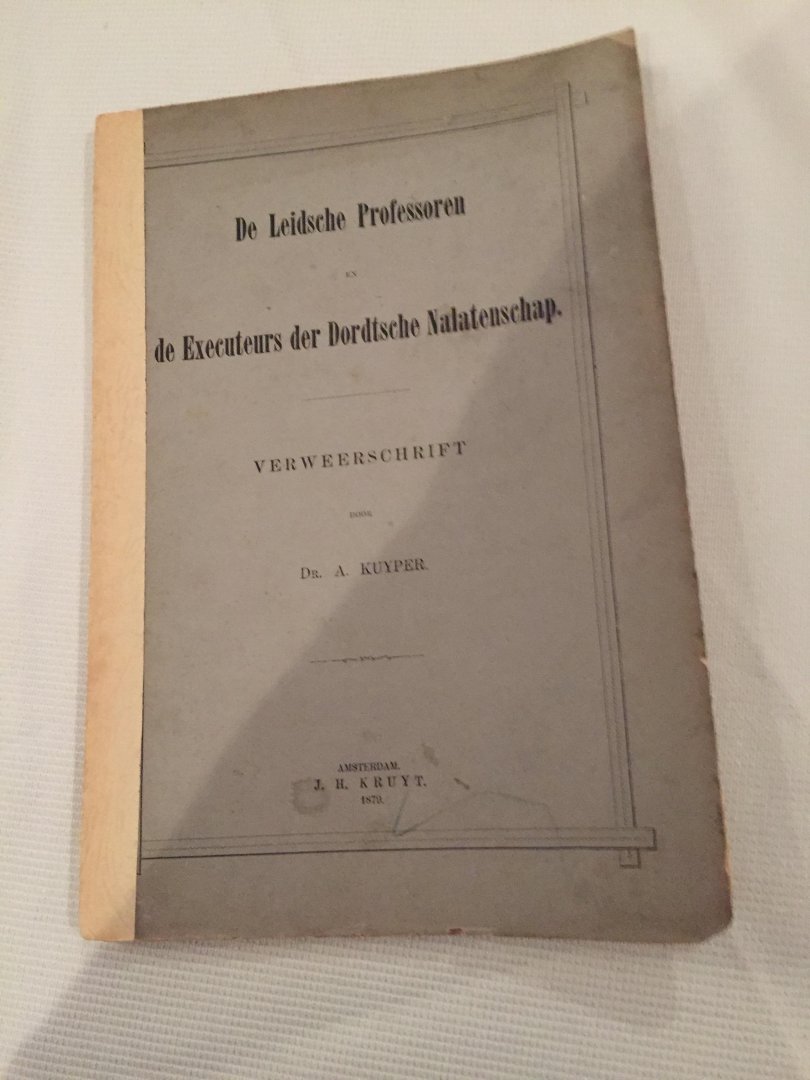 De Leidsche Professoren
EN
de Executeurs der Dordtsche Nalatenschap.
VERWEERSCHRIFT
DOOR
DR. A. KUYPER.
AMSTERDAM.
J. H. KRUYT.
1879.